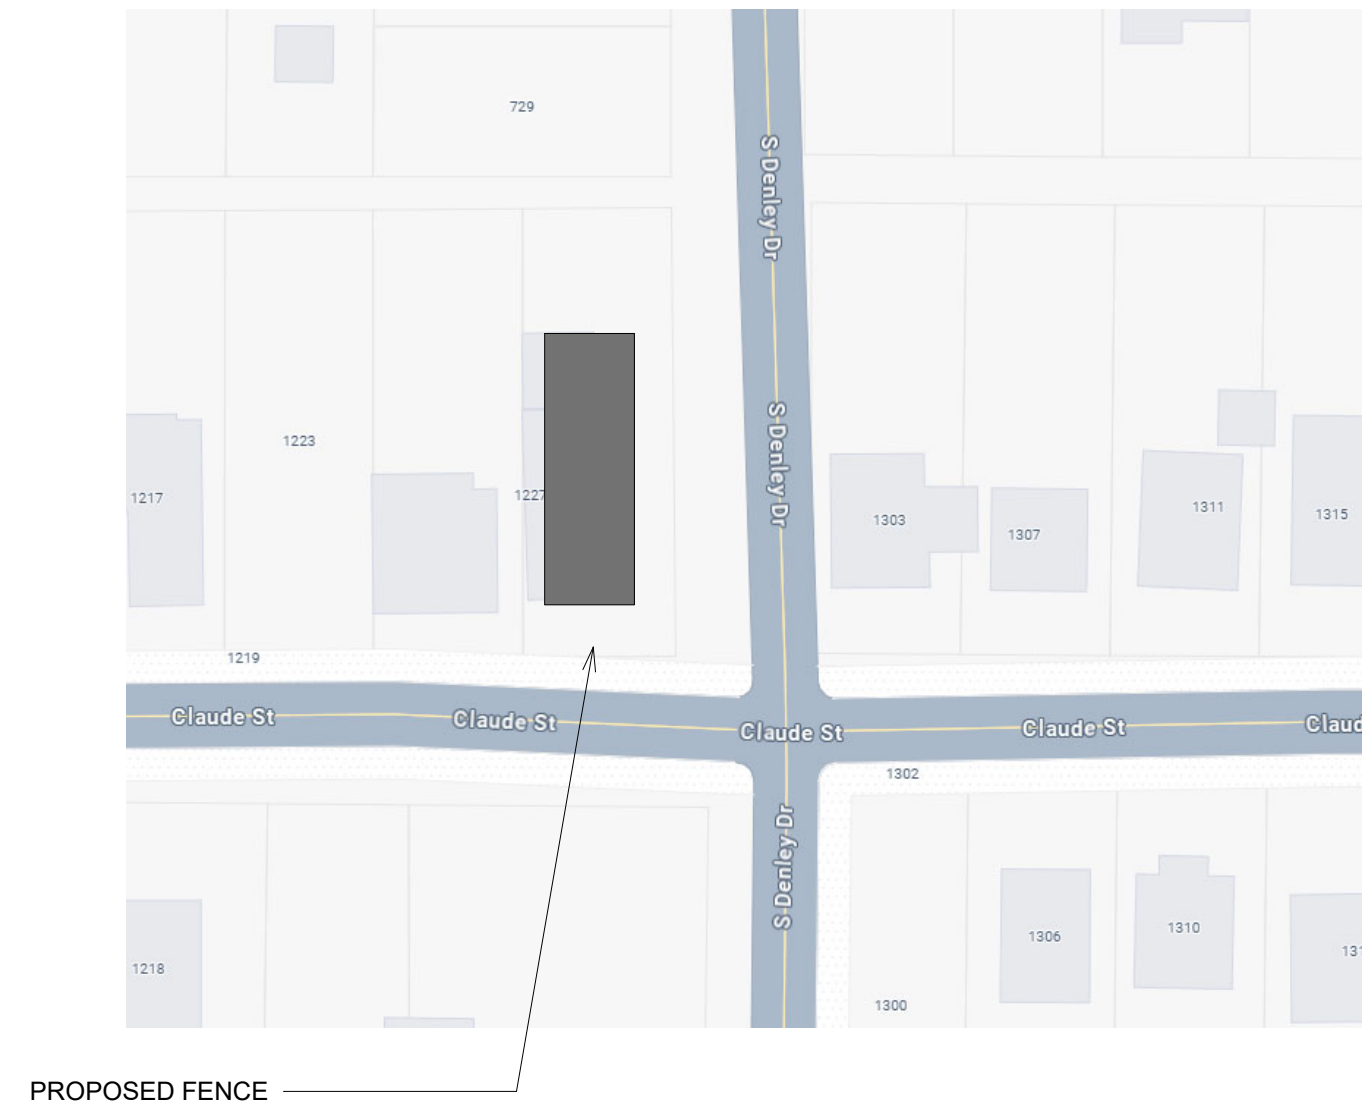 729
S Denley Dr
S Denley Dr
1223
1217
1227
1303
1307
1311
1315
1219
Claude St
Claude St
Claude St
Claude St
Claud
1302
S Denley Dr
1218
1306
1310
131
1300
PROPOSED FENCE